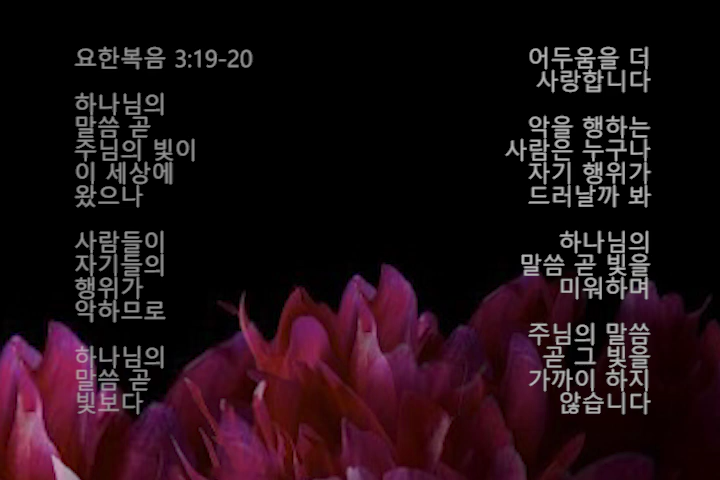 요한복음 3:19-20
하나님의
말씀 곧
주님의 빛이
이 세상에
왔으나
사람들이
자기들의
행위가
악하므로
하나님의
말씀 곧
빛보다
어두움을 더
사랑합니다
악을 행하는
사람은 누구나
자기 행위가
드러날까 봐
하나님의
말씀 곧 빛을
미워하며
주님의 말씀
곧 그 빛을
가까이 하지
않습니다